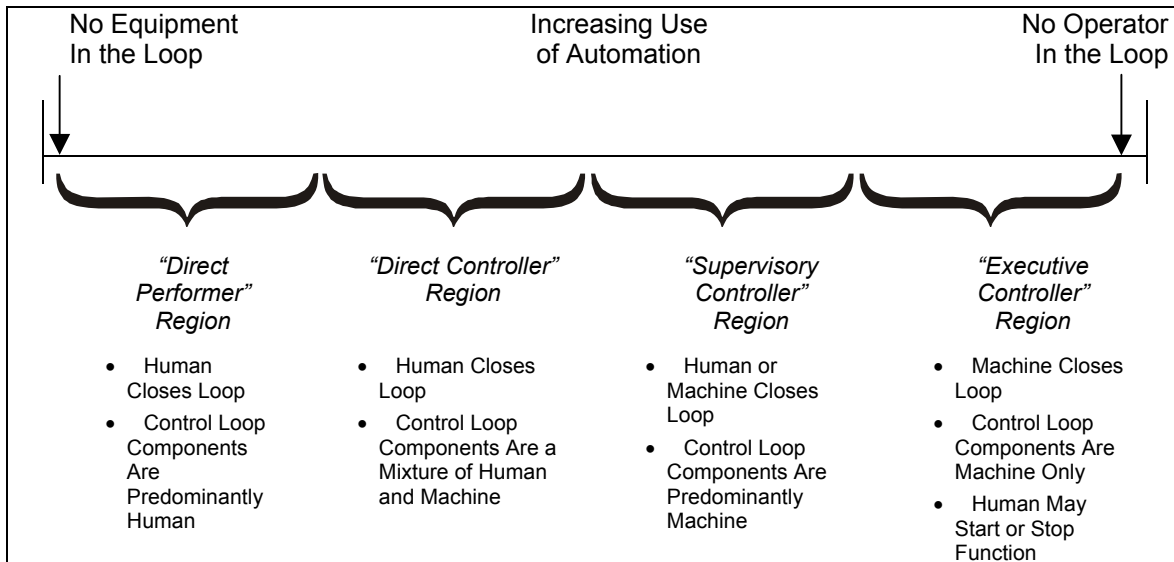 No Equipment
In the Loop
Increasing Use
of Automation
No Operator
In the Loop
“Direct
Performer”
Region
• Human
Closes Loop
• Control Loop
Components
Are
Predominantly
Human
“Direct Controller”
Region
• Human Closes
Loop
• Control Loop
Components Are a
Mixture of Human
and Machine
“Supervisory
Controller”
Region
• Human or
Machine Closes
Loop
• Control Loop
Components Are
Predominantly
Machine
“Executive
Controller”
Region
• Machine Closes
Loop
• Control Loop
Components Are
Machine Only
• Human May
Start or Stop
Function